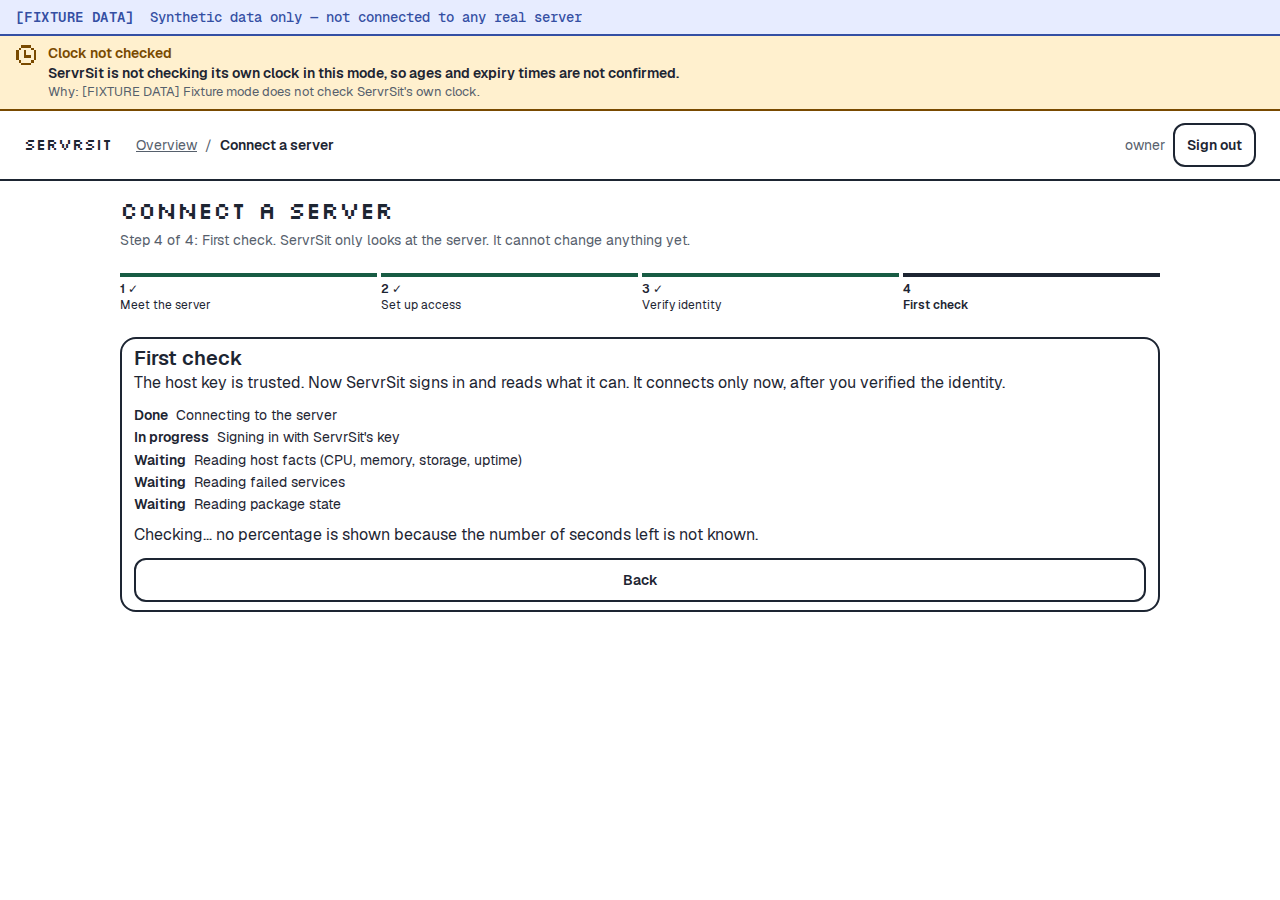 [FIXTURE DATA] Synthetic data only — not connected to any real server
Clock not checked
ServrSit is not checking its own clock in this mode, so ages and expiry times are not confirmed.
Why: [FIXTURE DATA] Fixture mode does not check ServrSit's own clock.
SERVRSIT Overview / Connect a server owner Sign out
CONNECT A SERVER
Step 4 of 4: First check. ServrSit only looks at the server. It cannot change anything yet.
1 ✓ 2 ✓ 3 ✓ 4
Meet the server Set up access Verify identity First check
First check
The host key is trusted. Now ServrSit signs in and reads what it can. It connects only now, after you verified the identity.
Done Connecting to the server
In progress Signing in with ServrSit's key
Waiting Reading host facts (CPU, memory, storage, uptime)
Waiting Reading failed services
Waiting Reading package state
Checking… no percentage is shown because the number of seconds left is not known.
Back